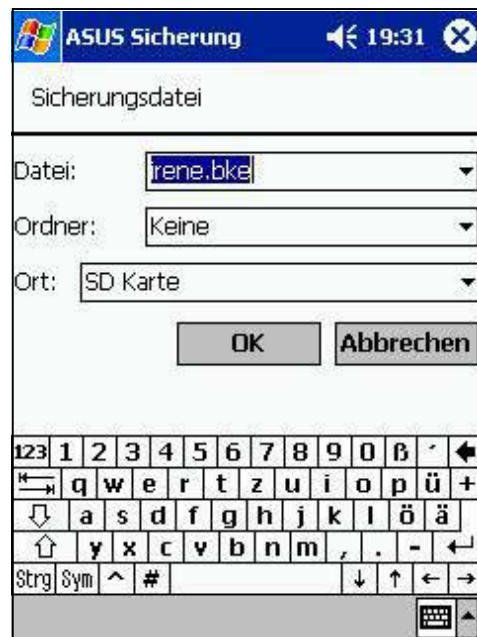 ASUS Sicherung 19:31
Sicherungsdatei
Datei: irene.bke
Ordner: Keine
Ort: SD Karte
OK Abbrechen
123 1 2 3 4 5 6 7 8 9 0 ß ´
q w e r t z u i o p ü +
a s d f g h j k l ö ä
y x c v b n m , . -
Strg Sym ^ #